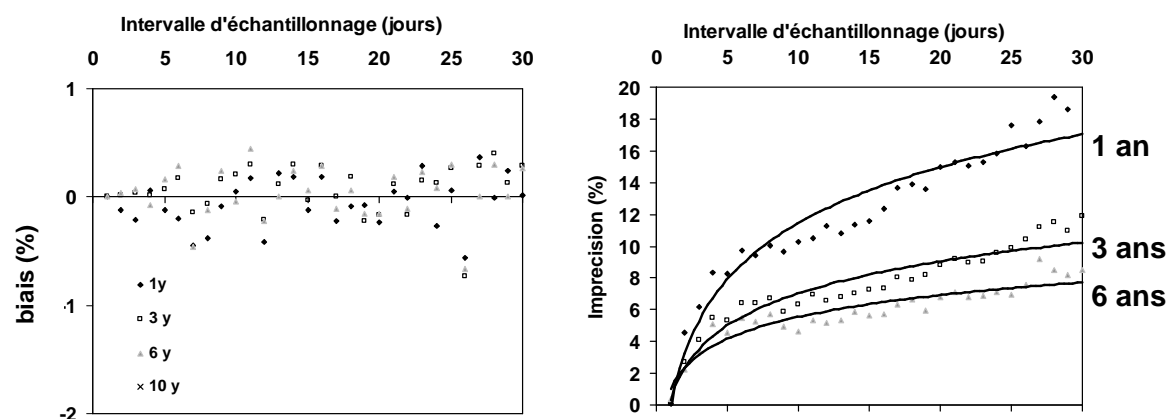 Intervalle d'échantillonnage (jours)
0 5 10 15 20 25 30
1
0
-1
-2
biais (%)
1y
3 y
6 y
10 y
Intervalle d'échantillonnage (jours)
0 5 10 15 20 25 30
20
18
16
14
12
10
8
6
4
2
0
Imprecision (%)
1 an
3 ans
6 ans